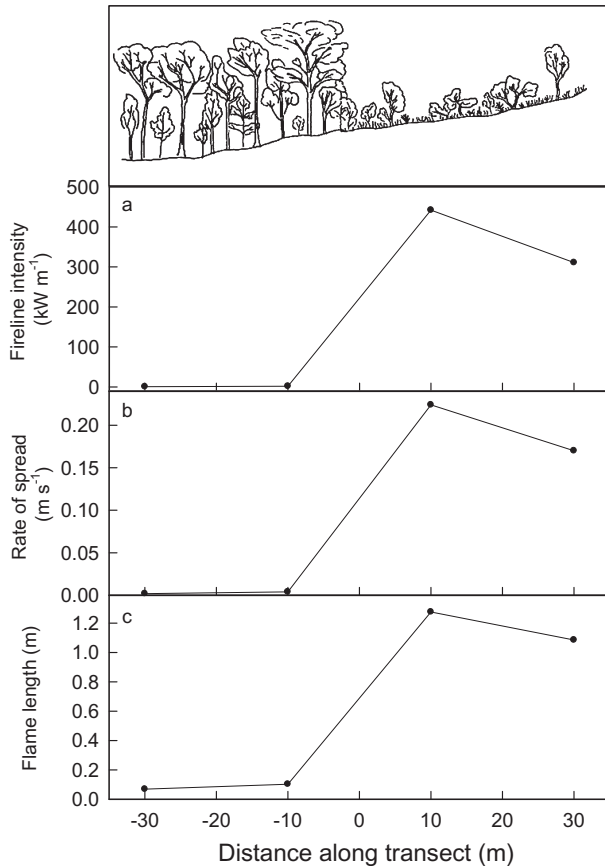 a
Fireline intensity
(kW m⁻¹)
500
400
300
200
100
0
b
Rate of spread
(m s⁻¹)
0.20
0.15
0.10
0.05
0.00
c
Flame length (m)
1.2
1.0
0.8
0.6
0.4
0.2
0.0
-30 -20 -10 0 10 20 30
Distance along transect (m)